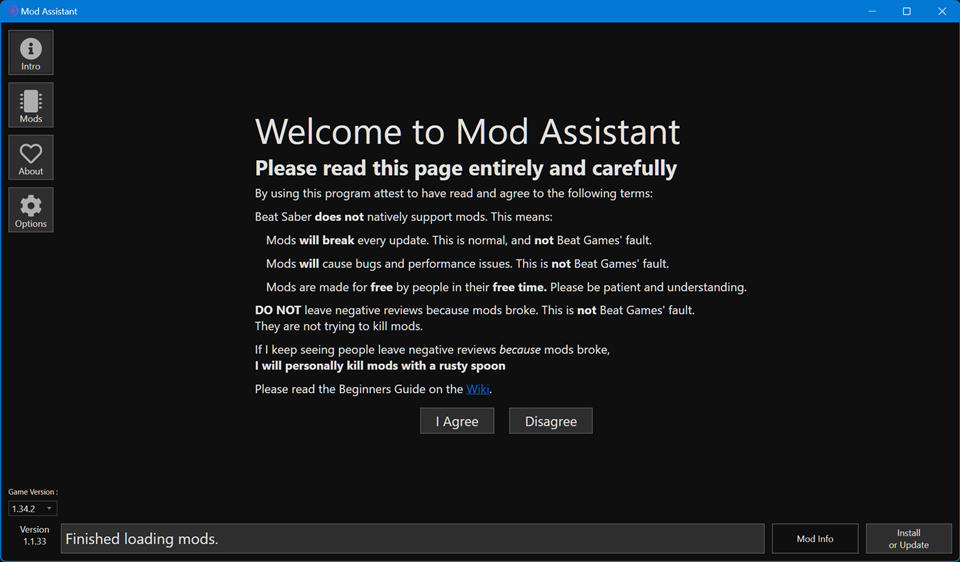 Mod Assistant
Intro
Mods
About
Options
Welcome to Mod Assistant
Please read this page entirely and carefully
By using this program attest to have read and agree to the following terms:
Beat Saber does not natively support mods. This means:
Mods will break every update. This is normal, and not Beat Games' fault.
Mods will cause bugs and performance issues. This is not Beat Games' fault.
Mods are made for free by people in their free time. Please be patient and understanding.
DO NOT leave negative reviews because mods broke. This is not Beat Games' fault.
They are not trying to kill mods.
If I keep seeing people leave negative reviews because mods broke,
I will personally kill mods with a rusty spoon
Please read the Beginners Guide on the Wiki.
I Agree
Disagree
Game Version :
1.34.2
Version
1.1.33
Finished loading mods.
Mod Info
Install
or Update